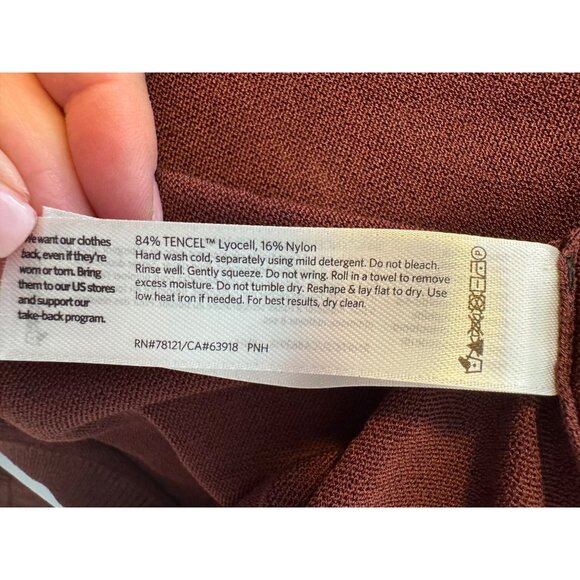 We want our clothes
back, even if they're
worn or torn. Bring
them to our US stores
and support our
take-back program.
84% TENCEL™ Lyocell, 16% Nylon
Hand wash cold, separately using mild detergent. Do not bleach.
Rinse well. Gently squeeze. Do not wring. Roll in a towel to remove
excess moisture. Do not tumble dry. Reshape & lay flat to dry. Use
low heat iron if needed. For best results, dry clean.
RN#78121/CA#63918 PNH